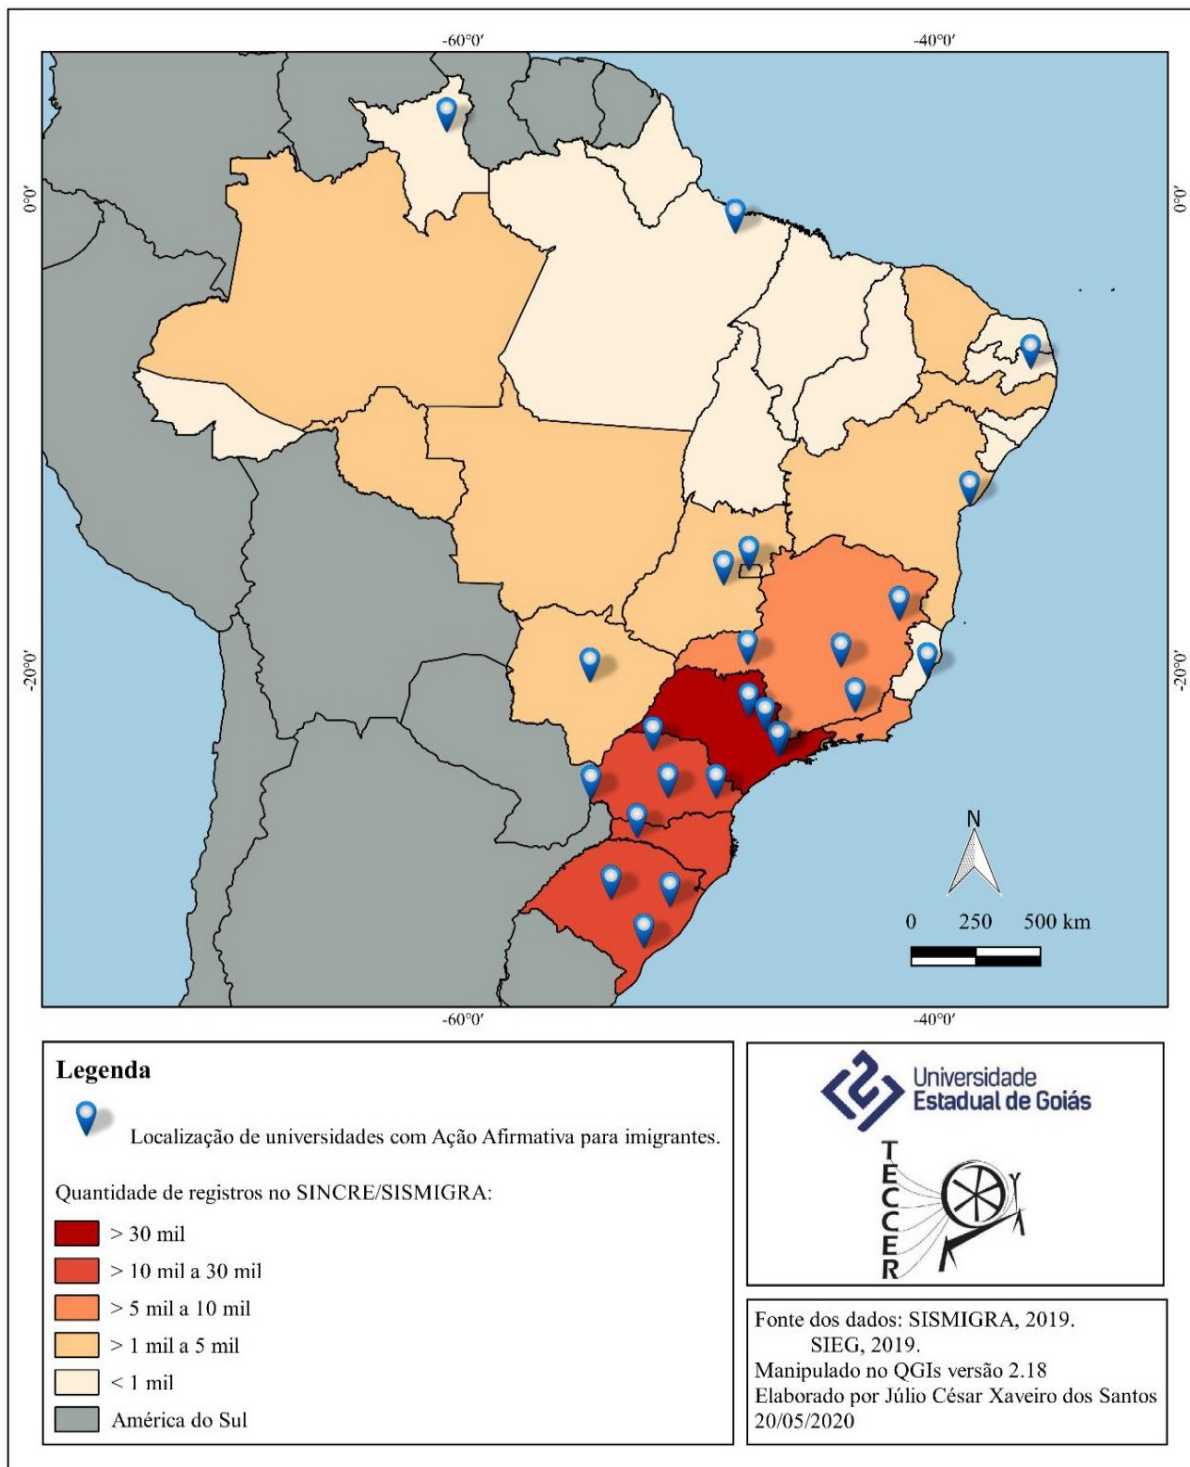 -60°0′ -40°0′
0°0′ 0°0′
-20°0′ -20°0′
N
0 250 500 km
-60°0′ -40°0′
Legenda
Localização de universidades com Ação Afirmativa para imigrantes.
Quantidade de registros no SINCRE/SISMIGRA:
> 30 mil
> 10 mil a 30 mil
> 5 mil a 10 mil
> 1 mil a 5 mil
< 1 mil
América do Sul
Universidade
Estadual de Goiás
TECCER
Fonte dos dados: SISMIGRA, 2019.
SIEG, 2019.
Manipulado no QGIs versão 2.18
Elaborado por Júlio César Xaveiro dos Santos
20/05/2020